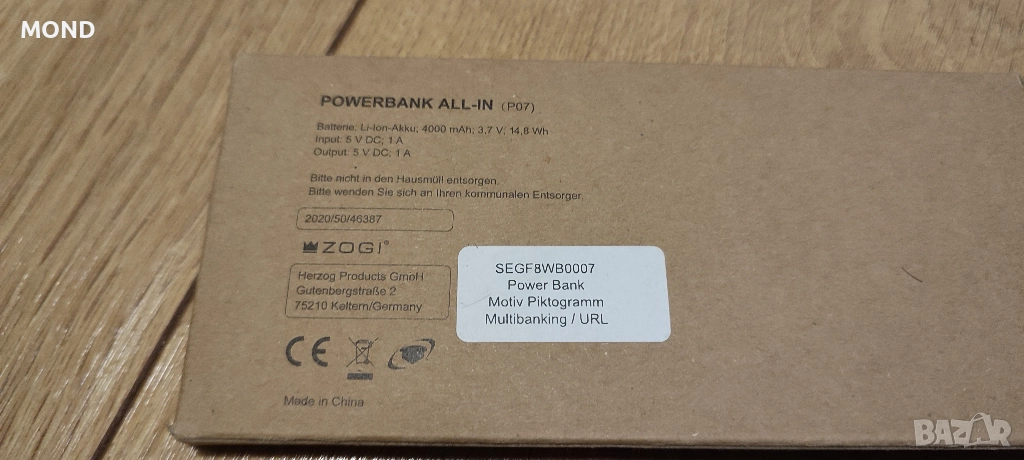 MOND
POWERBANK ALL-IN (P07)
Batterie: Li-Ion-Akku; 4000 mAh; 3,7 V; 14,8 Wh
Input: 5 V DC; 1 A
Output: 5 V DC; 1 A
Bitte nicht in den Hausmüll entsorgen.
Bitte wenden Sie sich an Ihren kommunalen Entsorger.
2020/50/46387
ZOGI®
Herzog Products GmbH
Gutenbergstraße 2
75210 Keltern/Germany
SEGF8WB0007
Power Bank
Motiv Piktogramm
Multibanking / URL
CE
Made in China
BAZAR